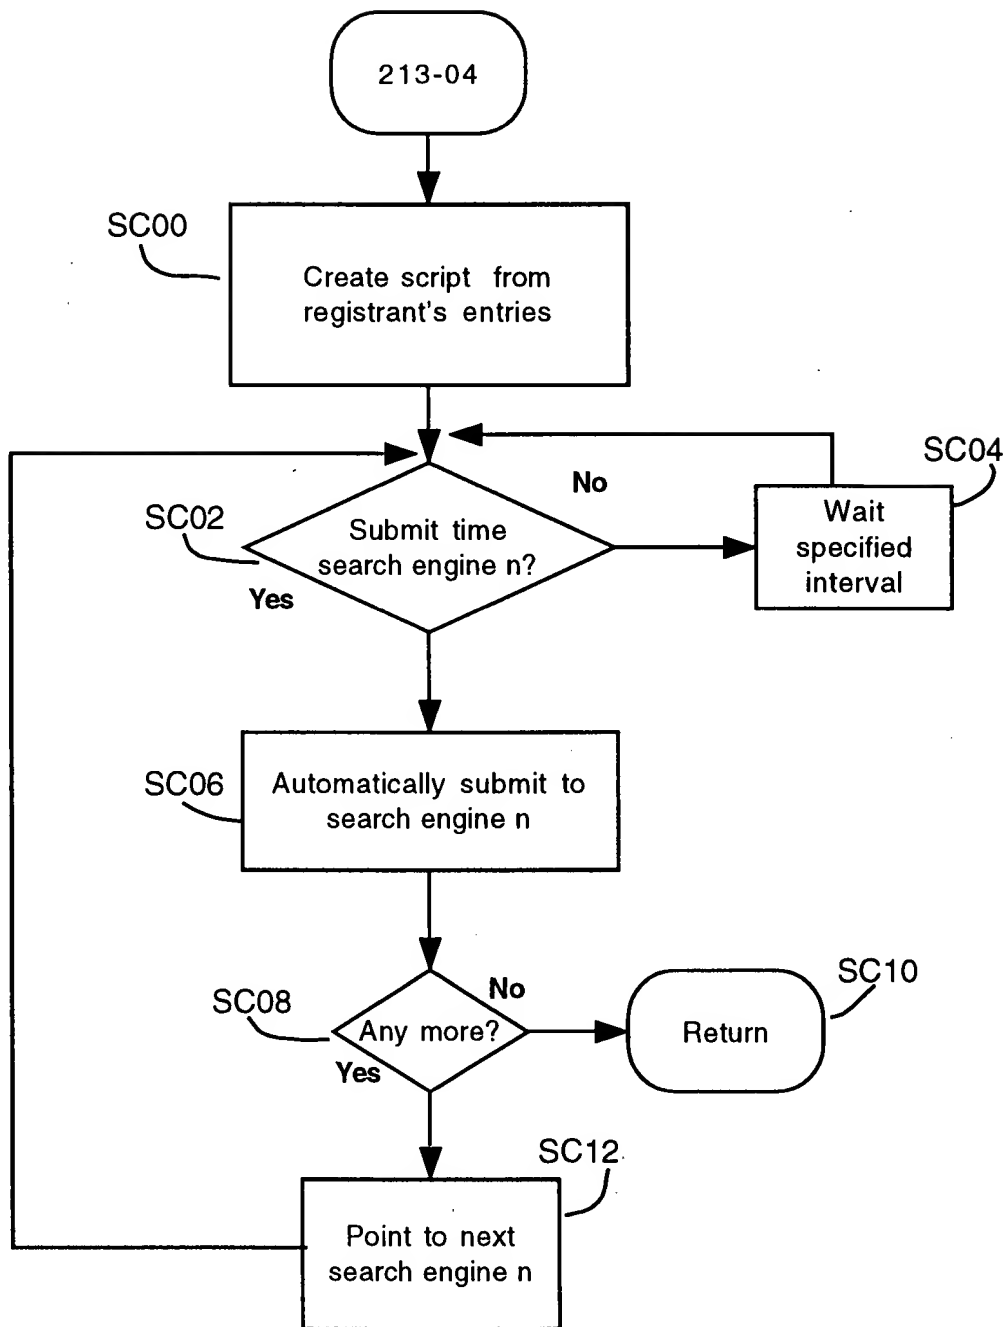 213-04
SC00
Create script from
registrant's entries
SC04
No
Wait
specified
interval
SC02
Submit time
search engine n?
Yes
SC06
Automatically submit to
search engine n
SC10
No
SC08
Any more?
Return
Yes
SC12
Point to next
search engine n